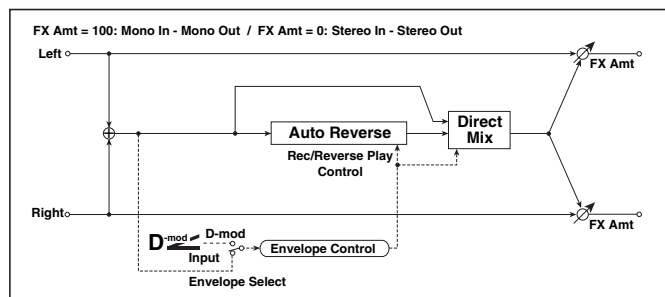 FX Amt = 100: Mono In - Mono Out / FX Amt = 0: Stereo In - Stereo Out
Left
FX Amt
Auto Reverse
Direct
Mix
Rec/Reverse Play
Control
Right
FX Amt
D-mod
D-mod
Input
Envelope Control
Envelope Select